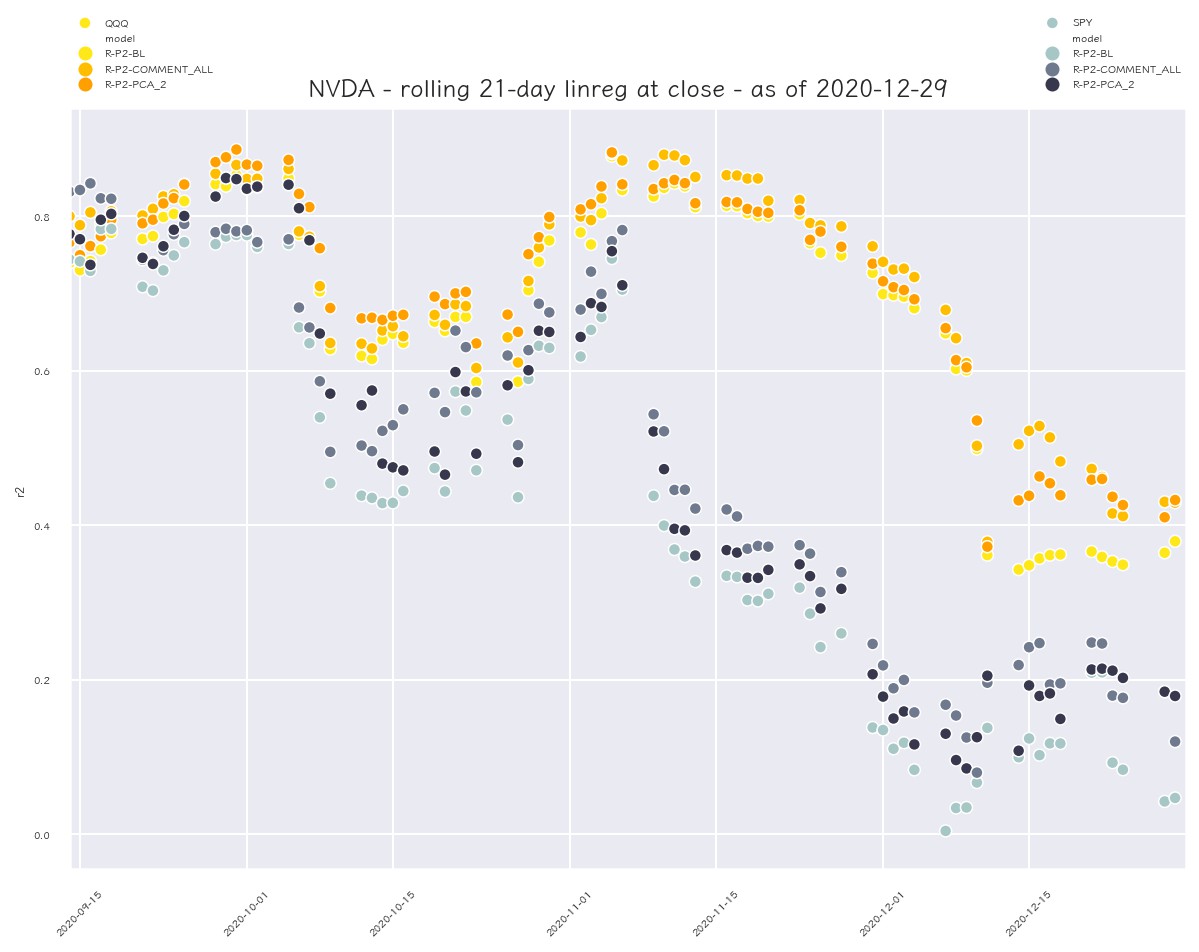 QQQ
model
R-P2-BL
R-P2-COMMENT_ALL
R-P2-PCA_2
SPY
model
R-P2-BL
R-P2-COMMENT_ALL
R-P2-PCA_2
NVDA - rolling 21-day linreg at close - as of 2020-12-29
r2
0.8
0.6
0.4
0.2
0.0
2020-09-15
2020-10-01
2020-10-15
2020-11-01
2020-11-15
2020-12-01
2020-12-15